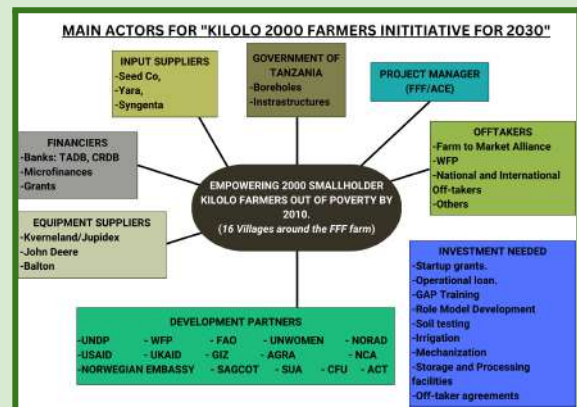 MAIN ACTORS FOR "KILOLO 2000 FARMERS INITITIATIVE FOR 2030"
INPUT SUPPLIERS
-Seed Co,
-Yara,
-Syngenta
GOVERNMENT OF
TANZANIA
-Boreholes
-Instrastructures
PROJECT MANAGER
(FFF/ACE)
FINANCIERS
-Banks: TADB, CRDB
-Microfinances
-Grants
OFFTAKERS
-Farm to Market Alliance
-WFP
-National and International
Off-takers
-Others
EMPOWERING 2000 SMALLHOLDER
KILOLO FARMERS OUT OF POVERTY BY
2010.
(16 Villages around the FFF farm)
EQUIPMENT SUPPLIERS
-Kverneland/Jupidex
-John Deere
-Balton
INVESTMENT NEEDED
-Startup grants.
-Operational loan.
-GAP Training
-Role Model Development
-Soil testing
-Irrigation
-Mechanization
-Storage and Processing
facilities
-Off-taker agreements
DEVELOPMENT PARTNERS
-UNDP -WFP -FAO -UNWOMEN -NORAD
-USAID -UKAID -GIZ -AGRA -NCA
-NORWEGIAN EMBASSY -SAGCOT -SUA -CFU -ACT